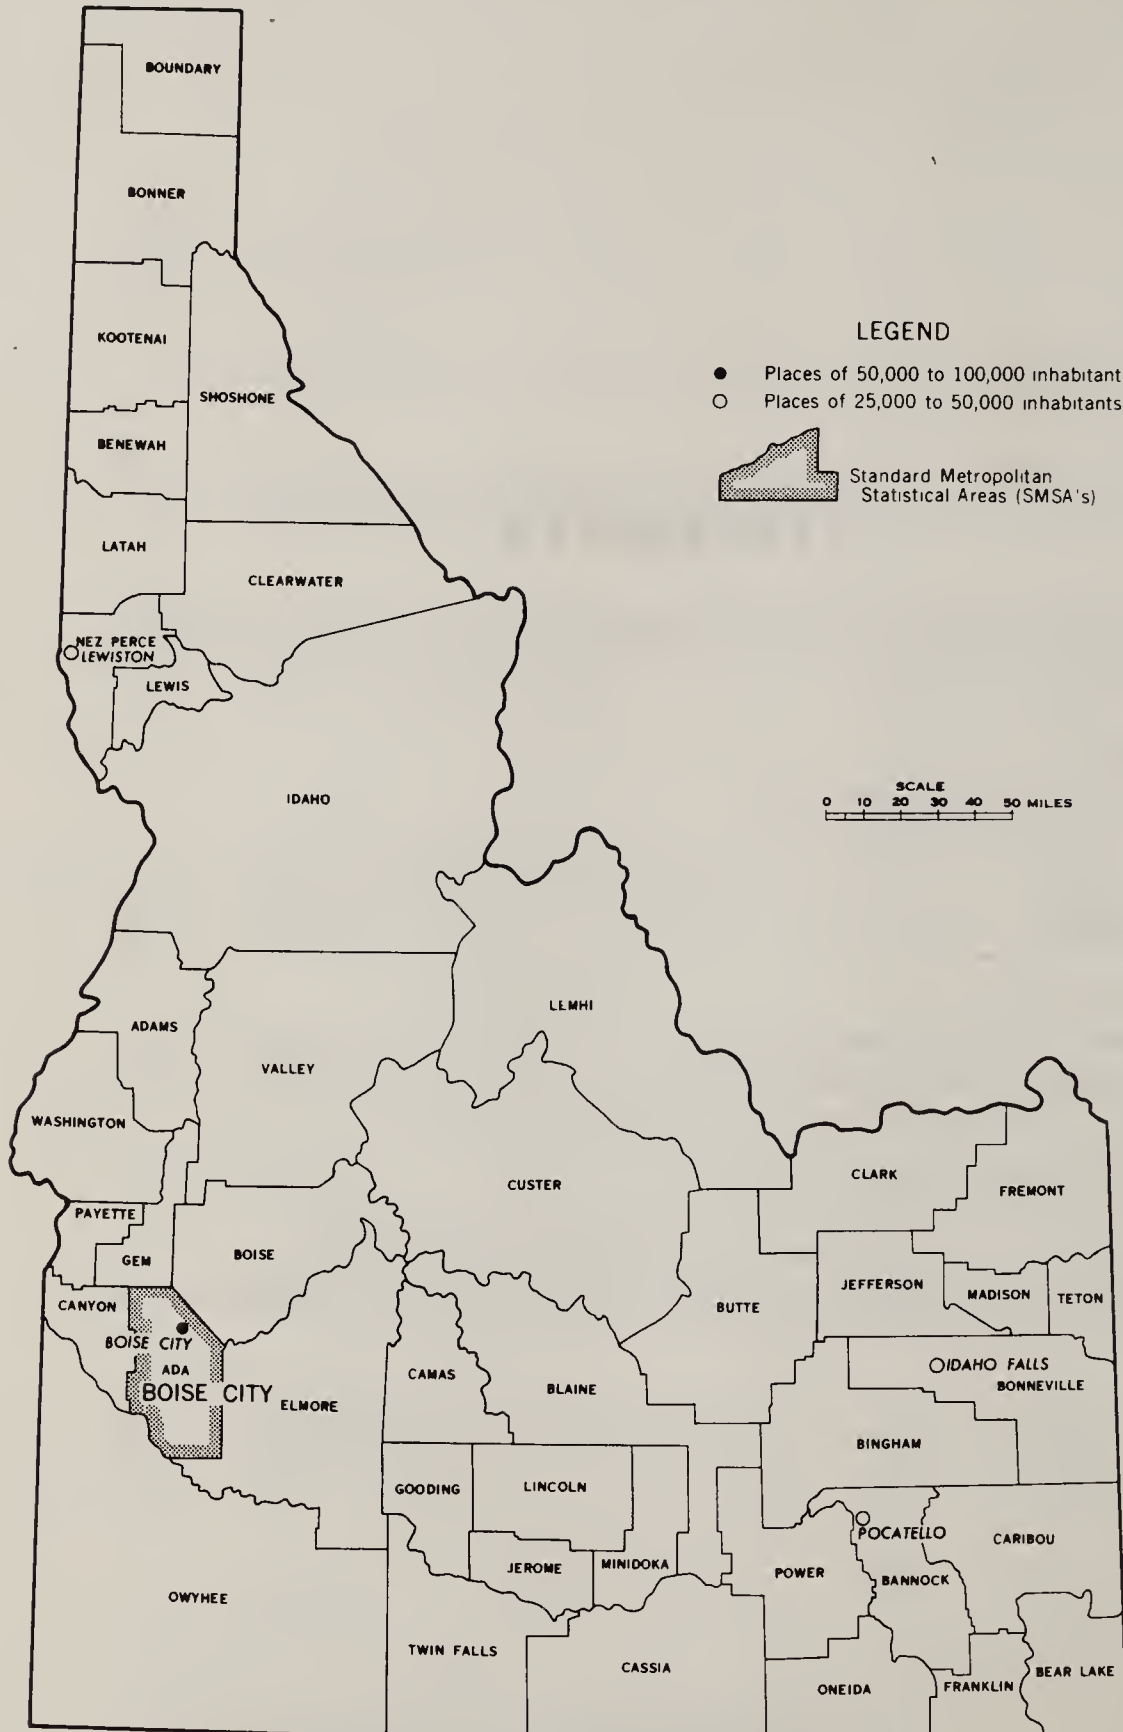 BOUNDARY
BONNER
KOOTENAI
SHOSHONE
BENEWAH
LATAH
CLEARWATER
NEZ PERCE
LEWISTON
LEWIS
IDAHO
LEGEND
Places of 50,000 to 100,000 inhabitant
Places of 25,000 to 50,000 inhabitants
Standard Metropolitan
Statistical Areas (SMSA's)
SCALE
0 10 20 30 40 50 MILES
ADAMS
VALLEY
LEMHI
WASHINGTON
CUSTER
CLARK
FREMONT
PAYETTE
GEM
BOISE
BUTTE
JEFFERSON
MADISON
TETON
CANYON
BOISE CITY
ADA
BOISE CITY
ELMORE
CAMAS
BLAINE
IDAHO FALLS
BONNEVILLE
BINGHAM
GOODING
LINCOLN
JEROME
MINIDOKA
POWER
POCATELLO
BANNOCK
CARIBOU
OWYHEE
TWIN FALLS
CASSIA
ONEIDA
FRANKLIN
BEAR LAKE